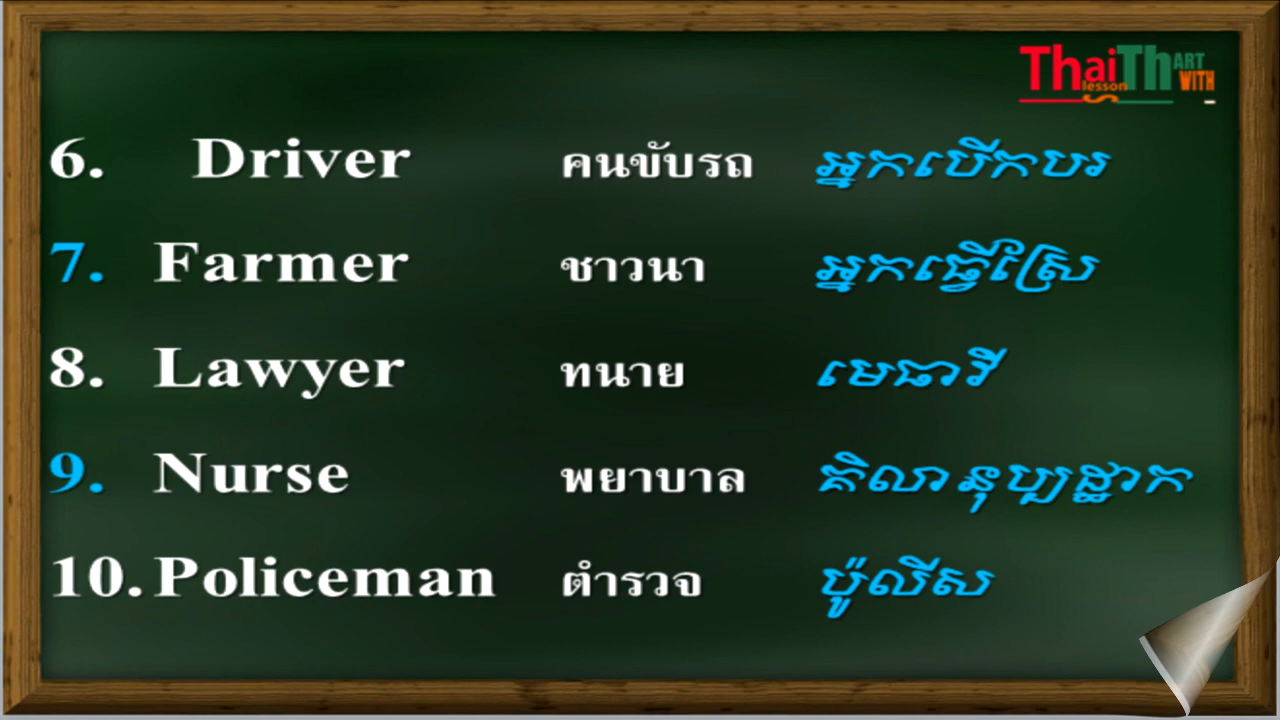 Thai Th ART
lesson WITH
6. Driver คนขับรถ អ្នកបើកបរ
7. Farmer ชาวนา អ្នកធ្វើស្រែ
8. Lawyer ทนาย មេធាវី
9. Nurse พยาบาล គិលានុប្បដ្ឋាក
10. Policeman ตำรวจ ប៉ូលីស